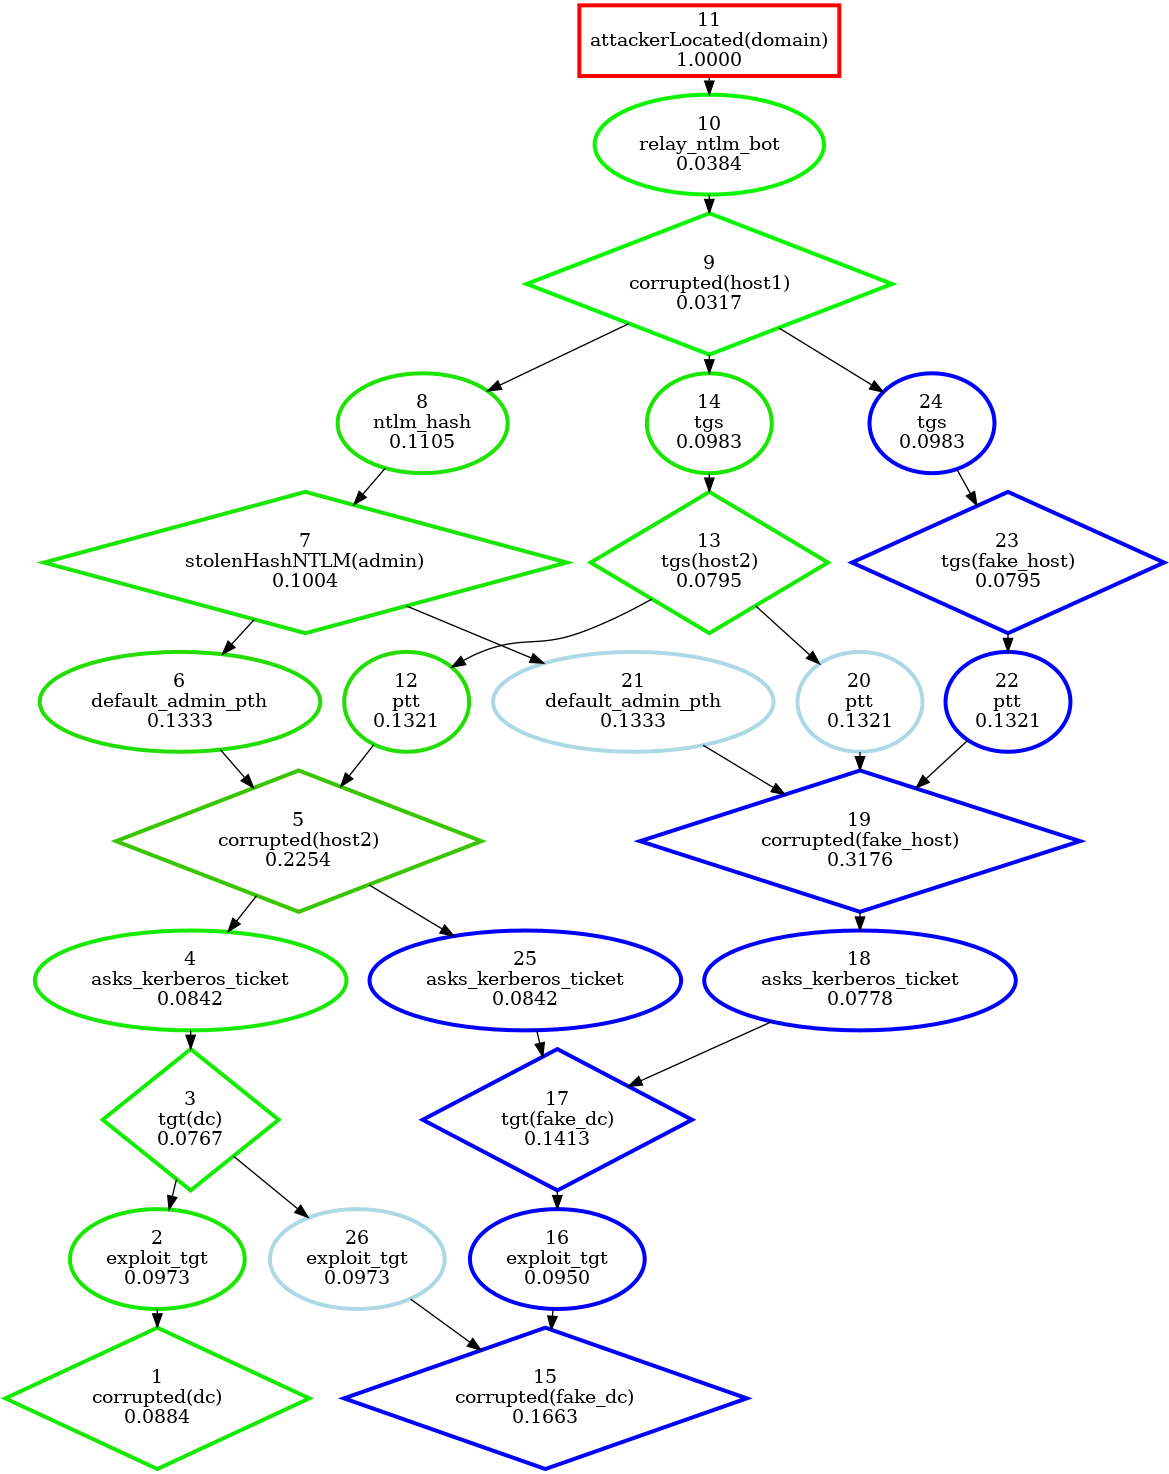 11
attackerLocated(domain)
1.0000
10
relay_ntlm_bot
0.0384
9
corrupted(host1)
0.0317
8
ntlm_hash
0.1105
14
tgs
0.0983
24
tgs
0.0983
7
stolenHashNTLM(admin)
0.1004
13
tgs(host2)
0.0795
23
tgs(fake_host)
0.0795
6
default_admin_pth
0.1333
12
ptt
0.1321
21
default_admin_pth
0.1333
20
ptt
0.1321
22
ptt
0.1321
5
corrupted(host2)
0.2254
19
corrupted(fake_host)
0.3176
4
asks_kerberos_ticket
0.0842
25
asks_kerberos_ticket
0.0842
18
asks_kerberos_ticket
0.0778
3
tgt(dc)
0.0767
17
tgt(fake_dc)
0.1413
2
exploit_tgt
0.0973
26
exploit_tgt
0.0973
16
exploit_tgt
0.0950
1
corrupted(dc)
0.0884
15
corrupted(fake_dc)
0.1663